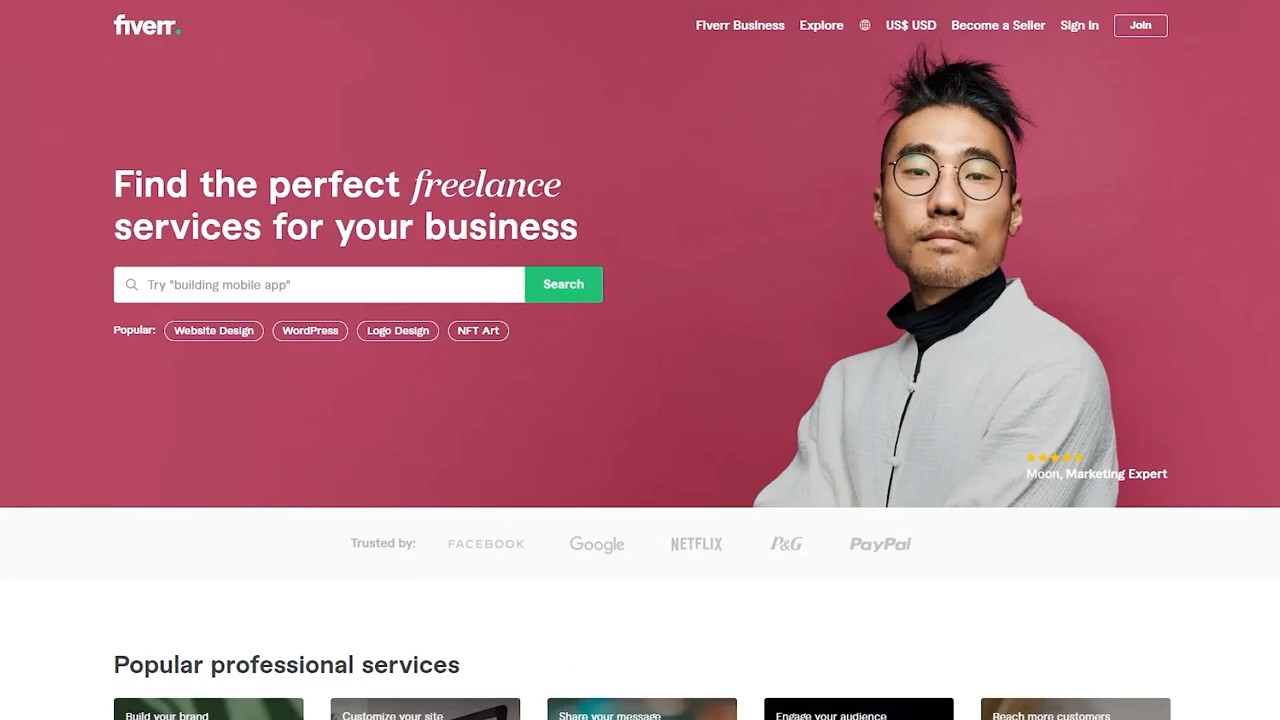 fiverr.
Fiverr Business Explore US$ USD Become a Seller Sign In Join
Find the perfect freelance
services for your business
Try "building mobile app" Search
Popular: Website Design WordPress Logo Design NFT Art
Moon, Marketing Expert
Trusted by: FACEBOOK Google NETFLIX P&G PayPal
Popular professional services
Build your brand Customize your site Share your message Engage your audience Reach more customers